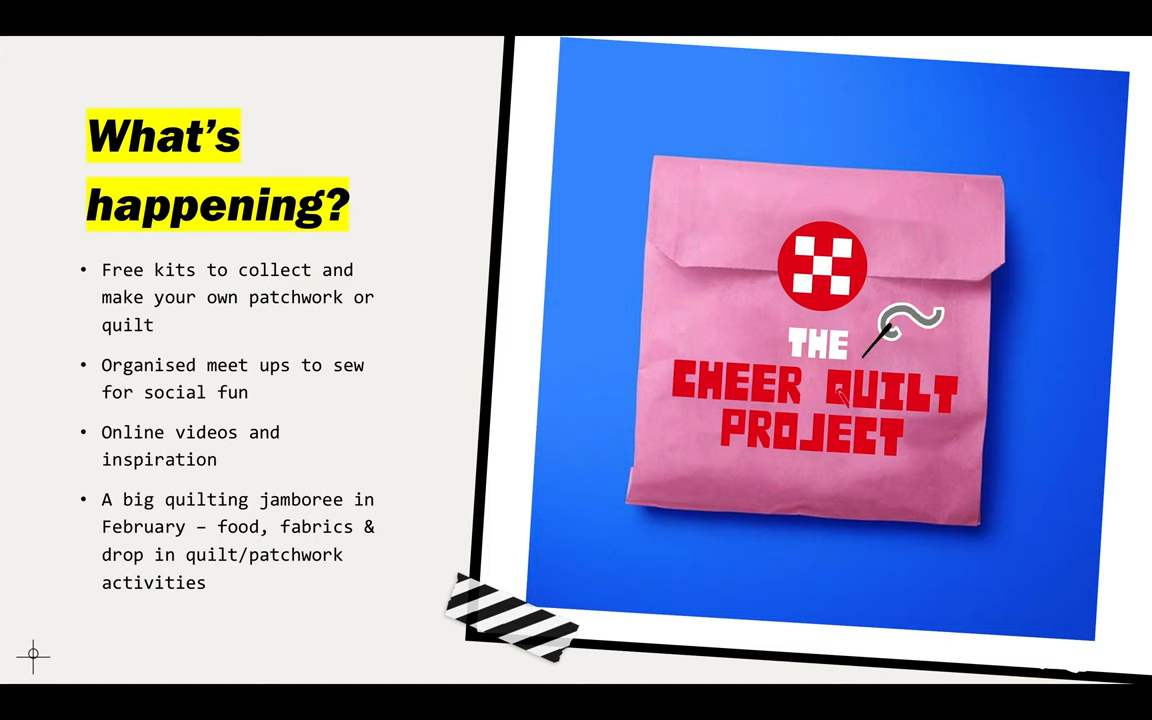 What's
happening?
• Free kits to collect and
make your own patchwork or
quilt
• Organised meet ups to sew
for social fun
• Online videos and
inspiration
• A big quilting jamboree in
February – food, fabrics &
drop in quilt/patchwork
activities
THE
CHEER QUILT
PROJECT